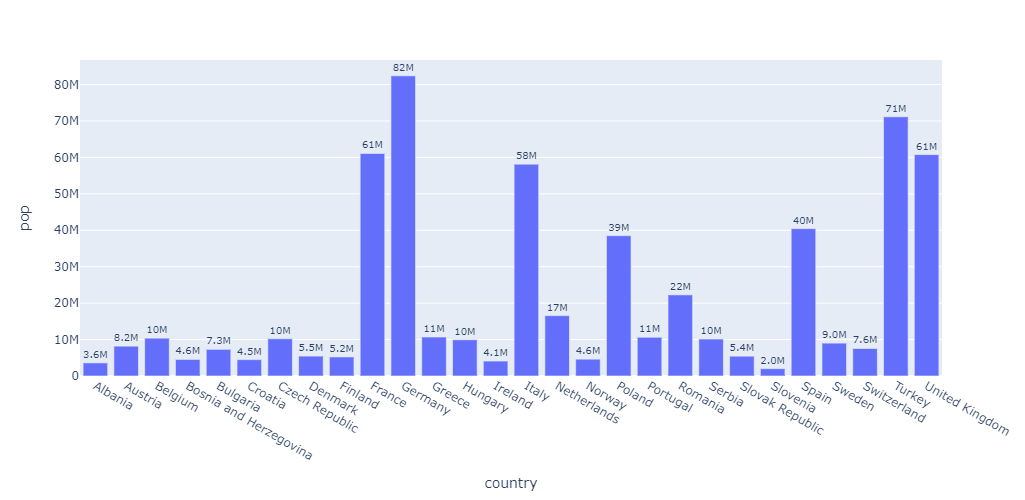 pop
80M
70M
60M
50M
40M
30M
20M
10M
0
3.6M
8.2M
10M
4.6M
7.3M
4.5M
10M
5.5M
5.2M
61M
82M
11M
10M
4.1M
58M
17M
4.6M
39M
11M
22M
10M
5.4M
2.0M
40M
9.0M
7.6M
71M
61M
Albania
Austria
Belgium
Bosnia and Herzegovina
Bulgaria
Croatia
Czech Republic
Denmark
Finland
France
Germany
Greece
Hungary
Ireland
Italy
Netherlands
Norway
Poland
Portugal
Romania
Serbia
Slovak Republic
Slovenia
Spain
Sweden
Switzerland
Turkey
United Kingdom
country